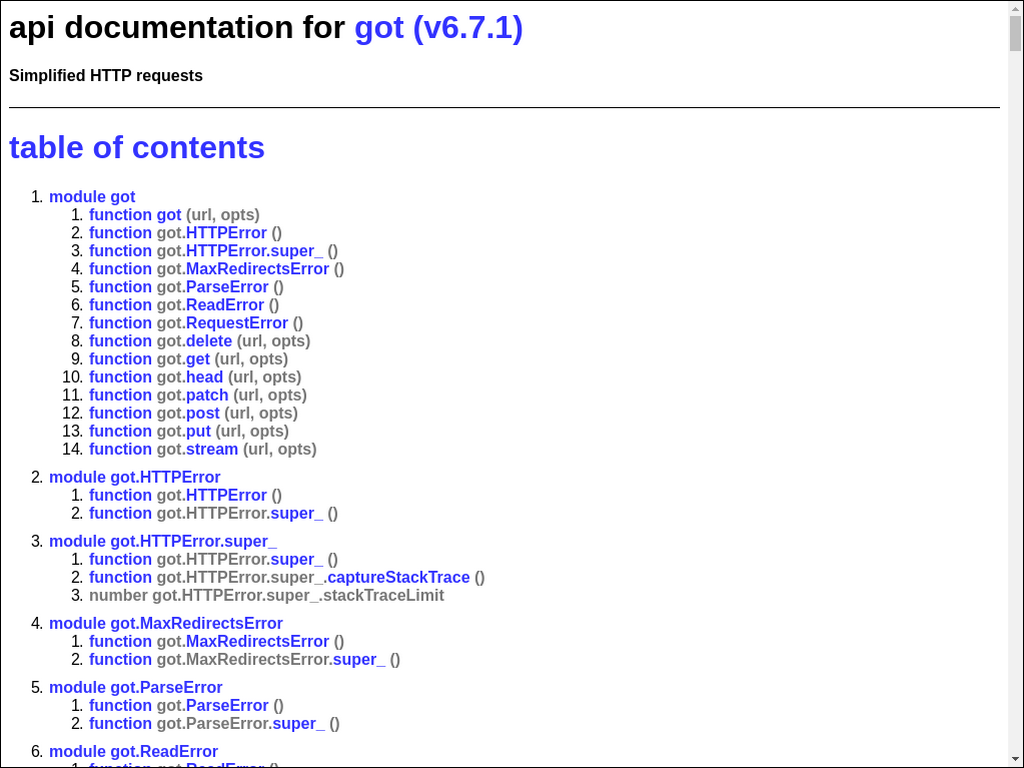 api documentation for got (v6.7.1)
Simplified HTTP requests
table of contents
1. module got
1. function got (url, opts)
2. function got.HTTPError ()
3. function got.HTTPError.super_ ()
4. function got.MaxRedirectsError ()
5. function got.ParseError ()
6. function got.ReadError ()
7. function got.RequestError ()
8. function got.delete (url, opts)
9. function got.get (url, opts)
10. function got.head (url, opts)
11. function got.patch (url, opts)
12. function got.post (url, opts)
13. function got.put (url, opts)
14. function got.stream (url, opts)
2. module got.HTTPError
1. function got.HTTPError ()
2. function got.HTTPError.super_ ()
3. module got.HTTPError.super_
1. function got.HTTPError.super_ ()
2. function got.HTTPError.super_.captureStackTrace ()
3. number got.HTTPError.super_.stackTraceLimit
4. module got.MaxRedirectsError
1. function got.MaxRedirectsError ()
2. function got.MaxRedirectsError.super_ ()
5. module got.ParseError
1. function got.ParseError ()
2. function got.ParseError.super_ ()
6. module got.ReadError
1. function got.ReadError ()